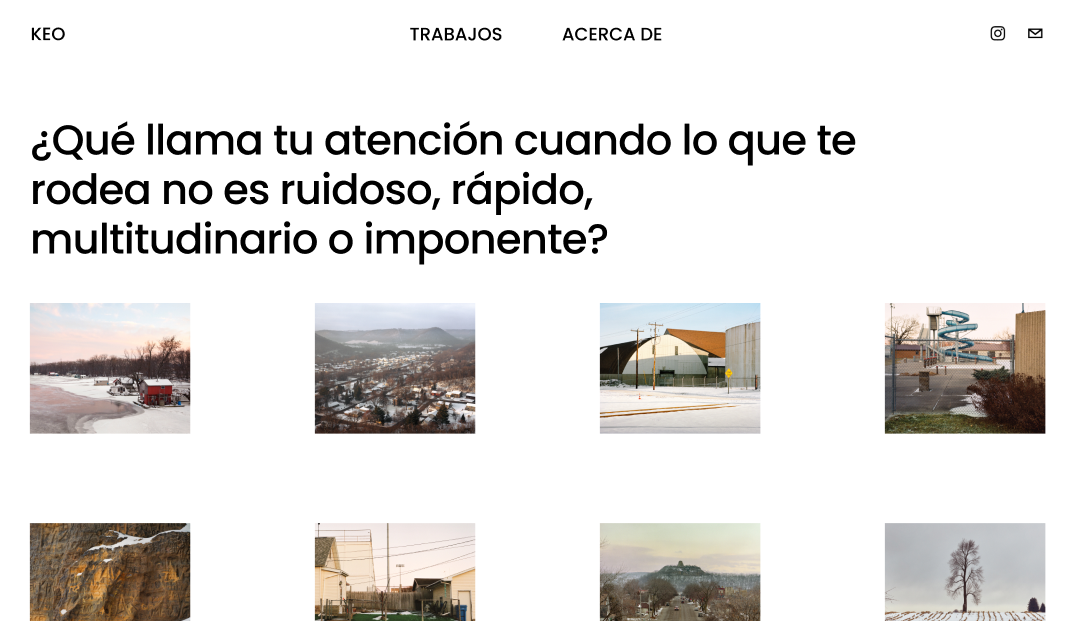 KEO
TRABAJOS
ACERCA DE
¿Qué llama tu atención cuando lo que te
rodea no es ruidoso, rápido,
multitudinario o imponente?